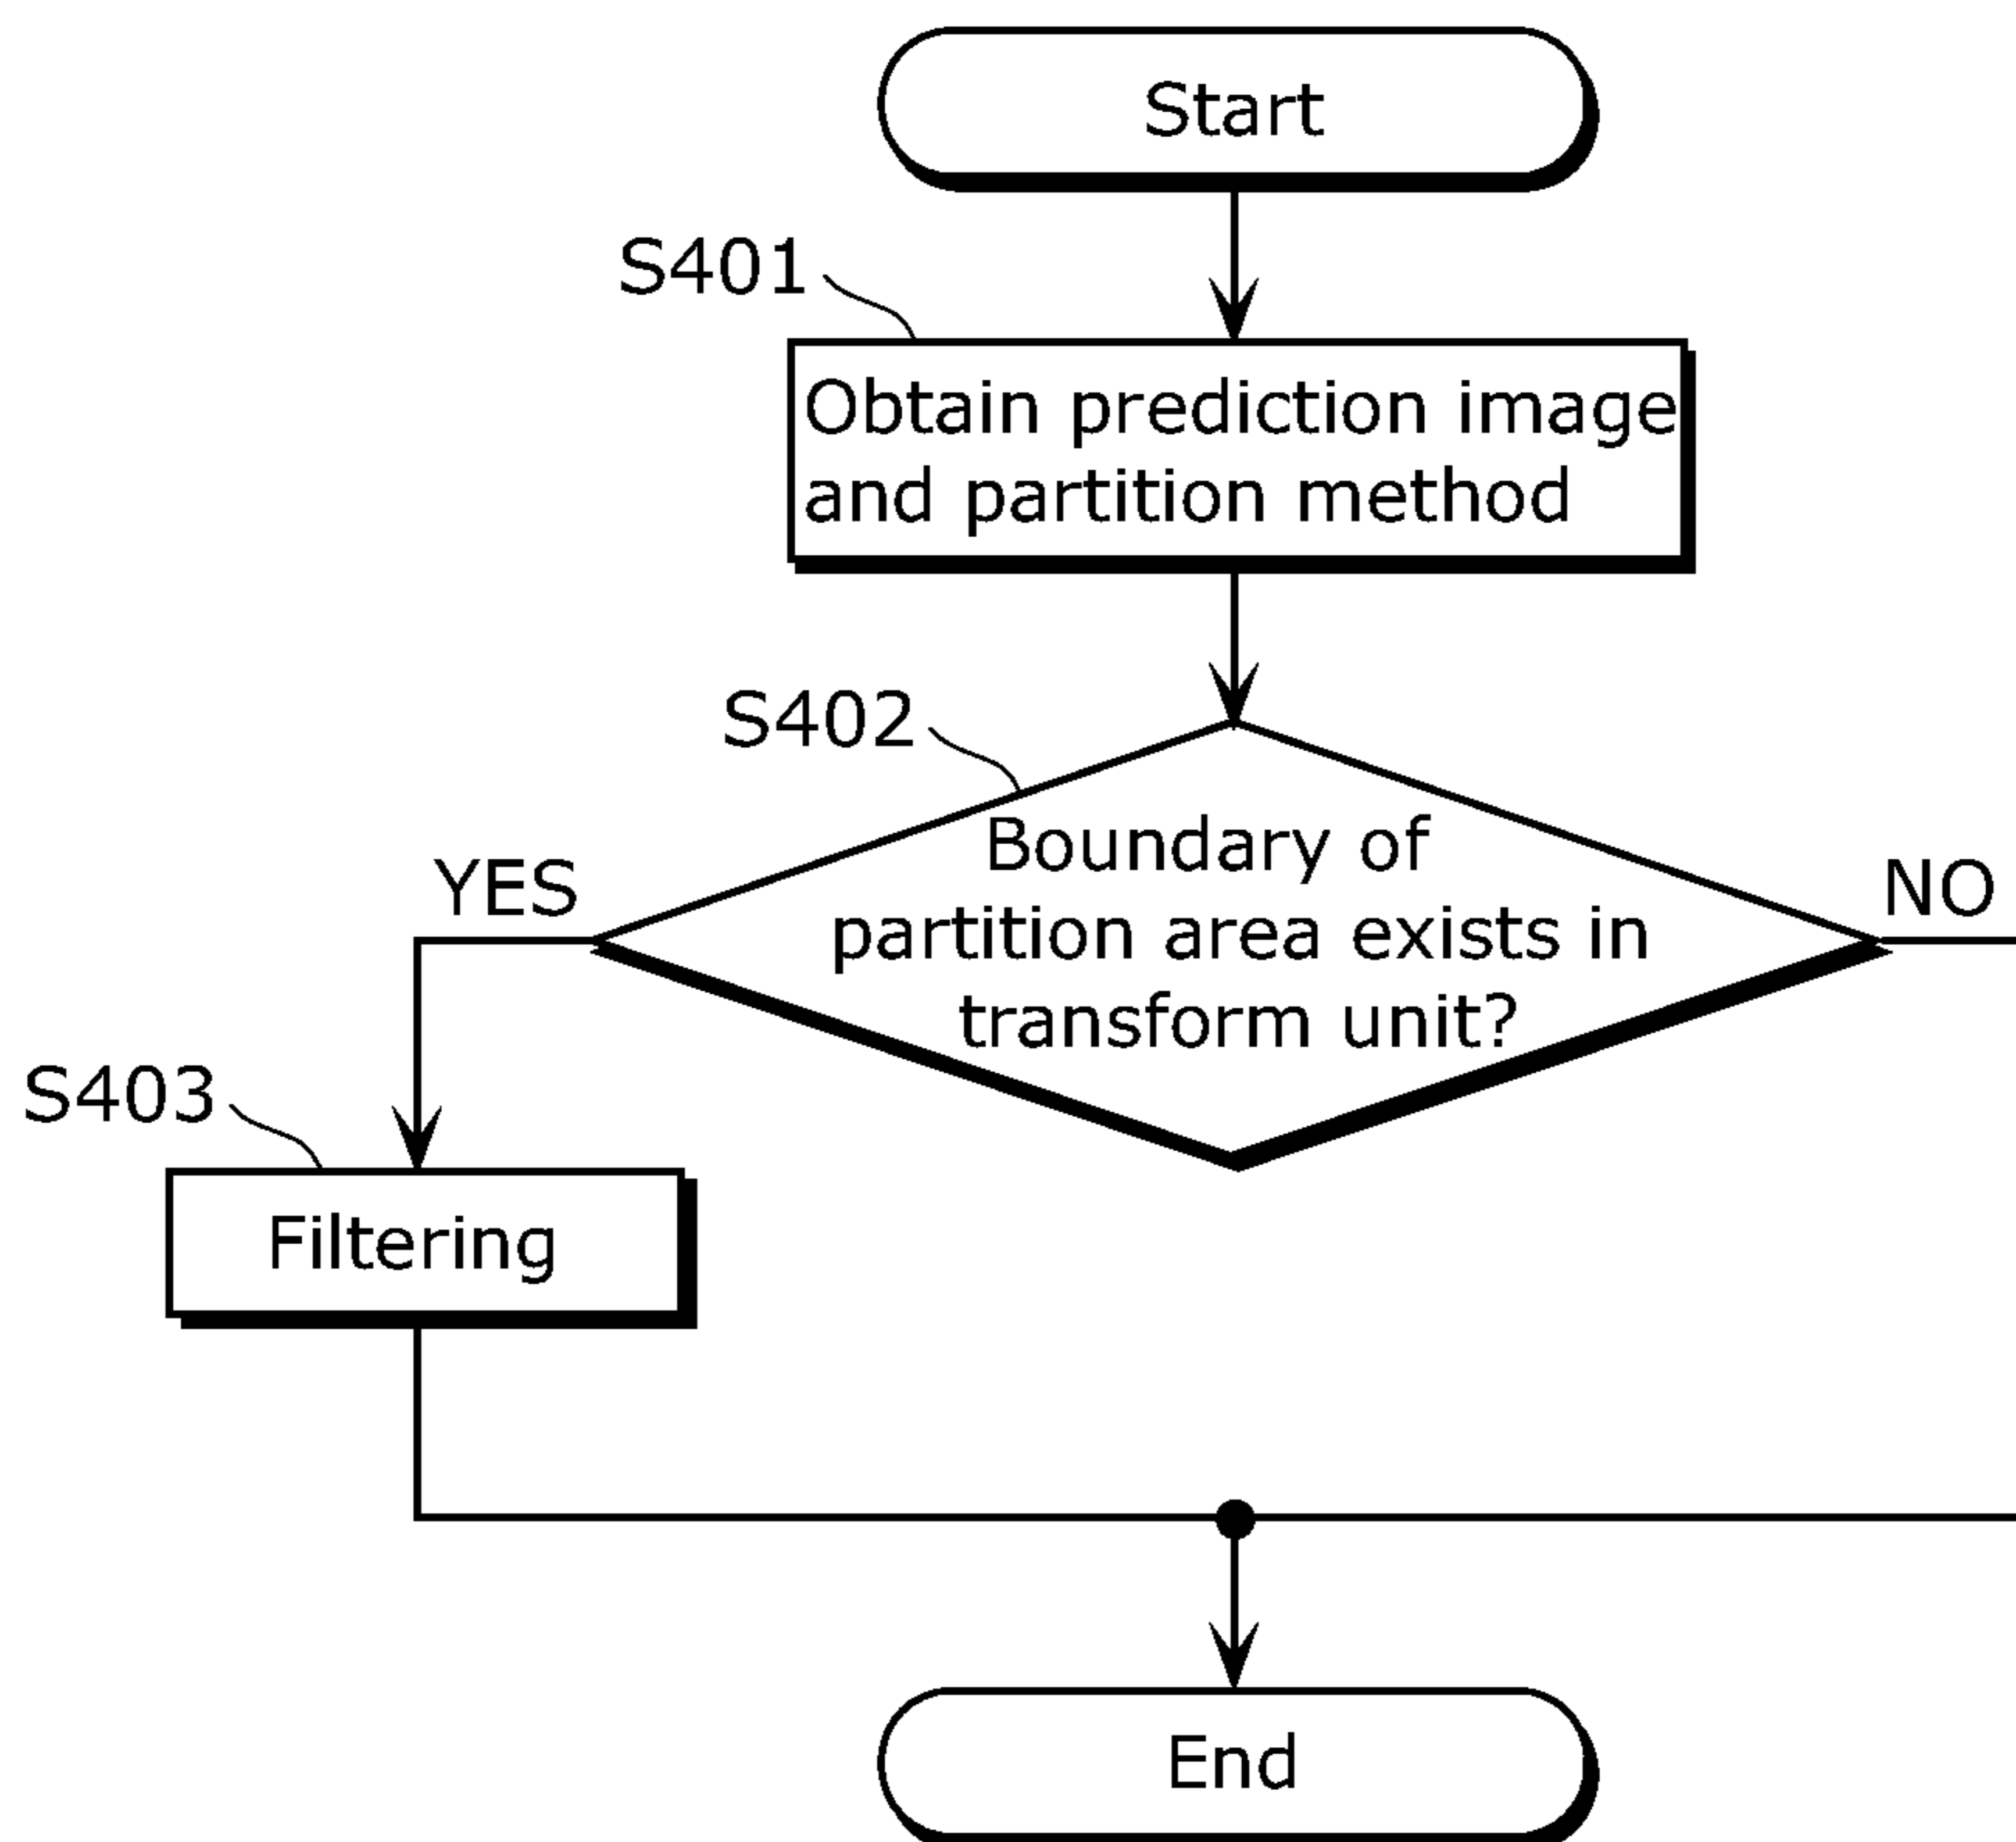 Start
S401
Obtain prediction image
and partition method
S402
Boundary of
partition area exists in
transform unit?
YES
NO
S403
Filtering
End